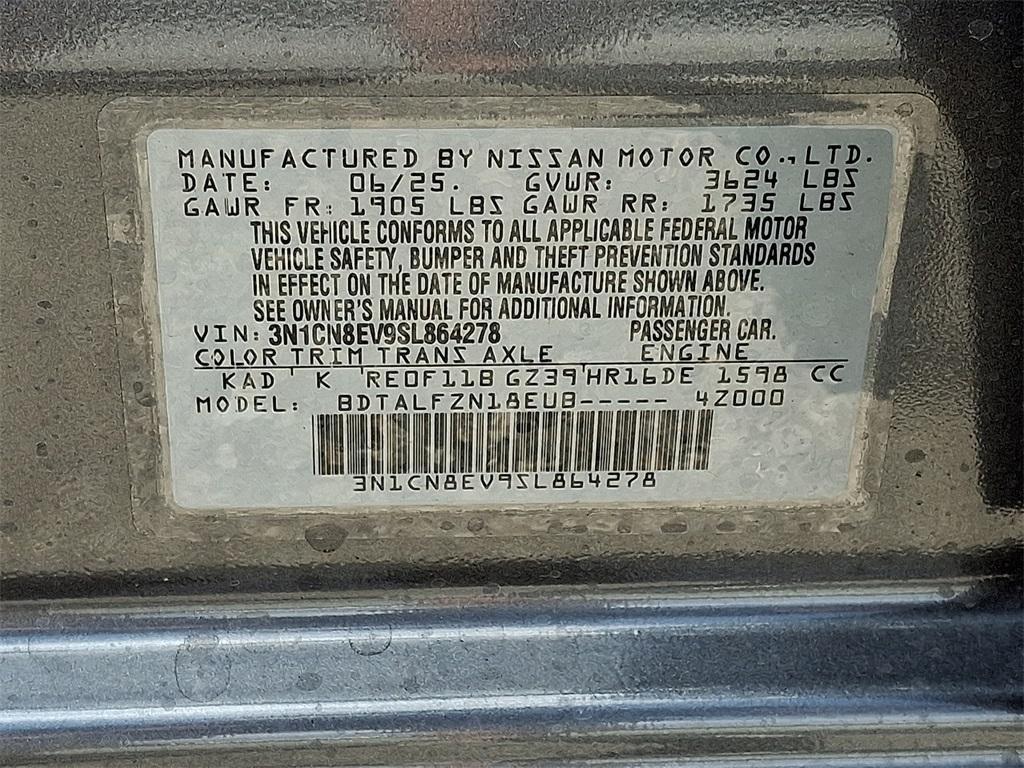 MANUFACTURED BY NISSAN MOTOR CO.,LTD.
DATE: 06/25. GVWR: 3624 LBS
GAWR FR: 1905 LBS GAWR RR: 1735 LBS
THIS VEHICLE CONFORMS TO ALL APPLICABLE FEDERAL MOTOR
VEHICLE SAFETY, BUMPER AND THEFT PREVENTION STANDARDS
IN EFFECT ON THE DATE OF MANUFACTURE SHOWN ABOVE.
SEE OWNER'S MANUAL FOR ADDITIONAL INFORMATION.
VIN: 3N1CN8EV9SL864278 PASSENGER CAR.
COLOR TRIM TRANS AXLE ENGINE
KAD K RE0F11B GZ39 HR16DE 1598 CC
MODEL: BDTALFZN18EUB----- 4Z000
3N1CN8EV9SL864278